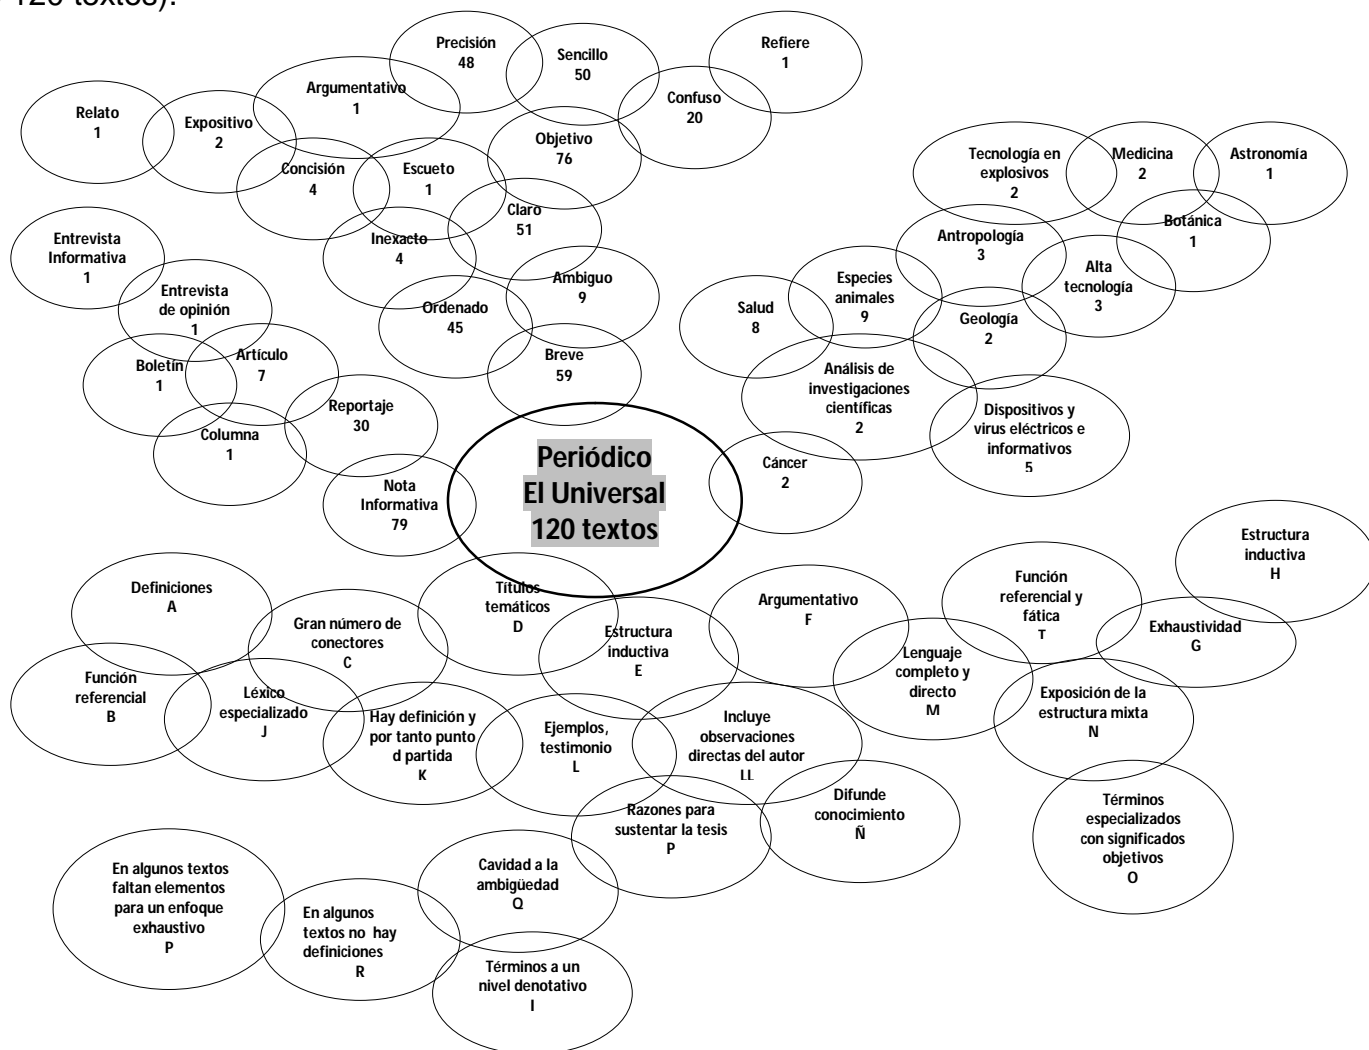 120 textos).
Precisión
48
Sencillo
50
Refiere
1
Argumentativo
1
Confuso
20
Relato
1
Expositivo
2
Objetivo
76
Concisión
4
Escueto
1
Claro
51
Inexacto
4
Ambiguo
9
Ordenado
45
Breve
59
Tecnología en
explosivos
2
Medicina
2
Astronomía
1
Botánica
1
Antropología
3
Alta
tecnología
3
Especies
animales
9
Salud
8
Geología
2
Análisis de
investigaciones
científicas
2
Dispositivos y
virus eléctricos e
informativos
5
Cáncer
2
Entrevista
Informativa
1
Entrevista
de opinión
1
Boletín
1
Artículo
7
Reportaje
30
Columna
1
Nota
Informativa
79
Periódico
El Universal
120 textos
Definiciones
A
Gran número de
conectores
C
Títulos
temáticos
D
Estructura
inductiva
E
Argumentativo
F
Función
referencial y
fática
T
Estructura
inductiva
H
Exhaustividad
G
Función
referencial
B
Léxico
especializado
J
Hay definición y
por tanto punto
d partida
K
Ejemplos,
testimonio
L
Incluye
observaciones
directas del autor
LL
Lenguaje
completo y
directo
M
Exposición de la
estructura mixta
N
Razones para
sustentar la tesis
P
Difunde
conocimiento
Ñ
Términos
especializados
con significados
objetivos
O
En algunos textos
faltan elementos
para un enfoque
exhaustivo
P
En algunos
textos no hay
definiciones
R
Cavidad a la
ambigüedad
Q
Términos a un
nivel denotativo
I